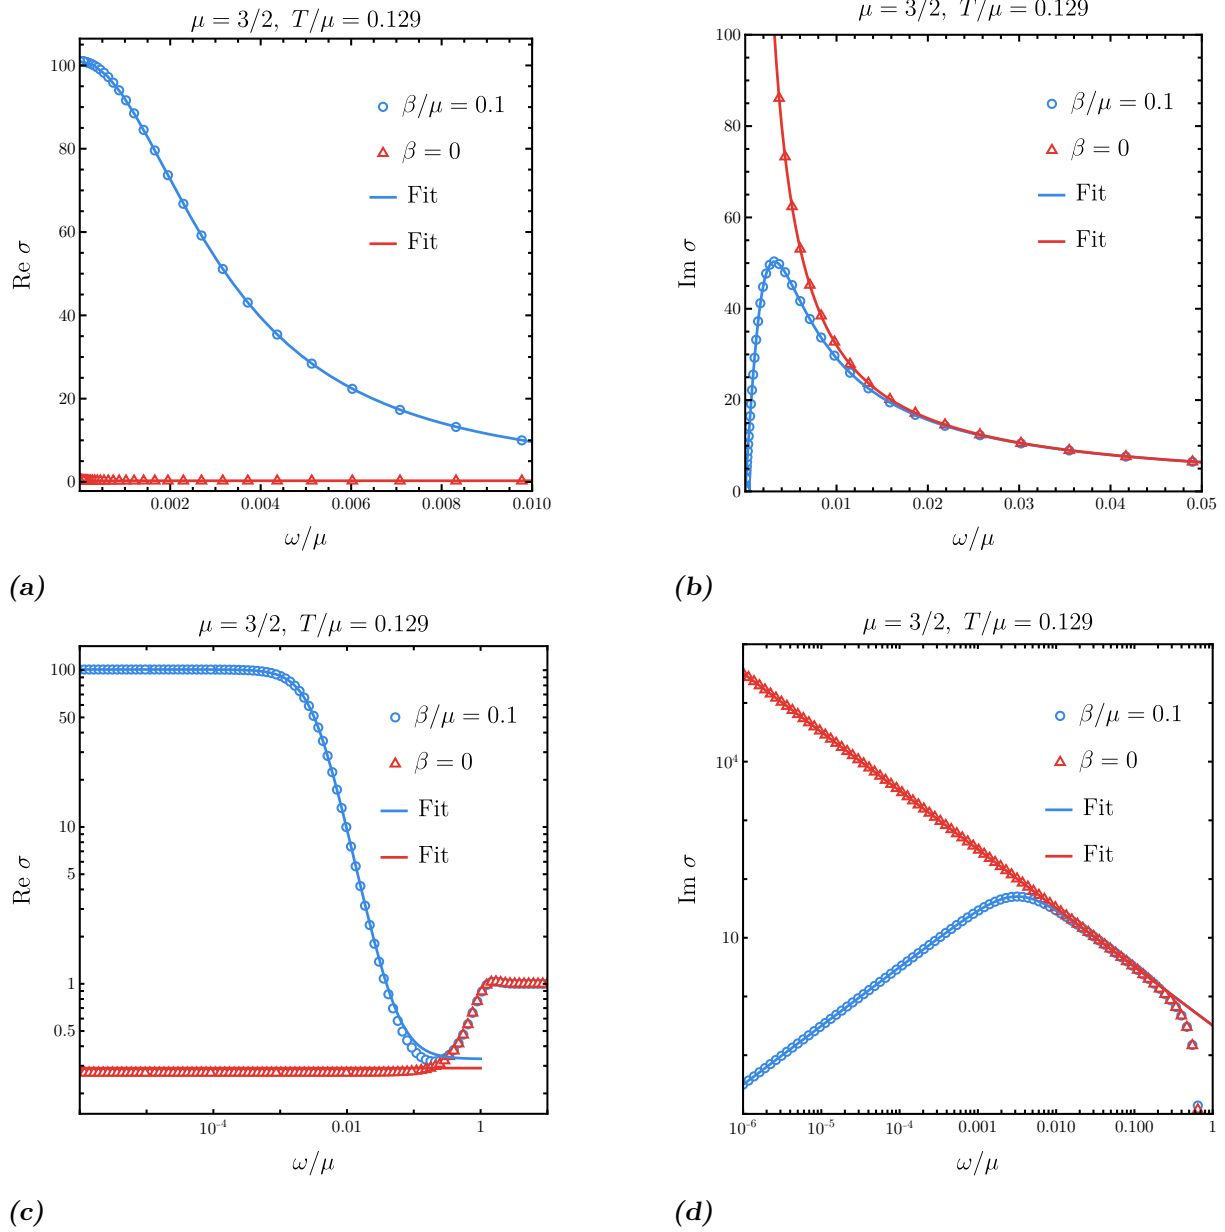 μ = 3/2, T/μ = 0.129
Re σ
100
80
60
40
20
0
0.002
0.004
0.006
0.008
0.010
ω/μ
β/μ = 0.1
β = 0
Fit
Fit
(a)
μ = 3/2, T/μ = 0.129
Im σ
100
80
60
40
20
0
0.01
0.02
0.03
0.04
0.05
ω/μ
β/μ = 0.1
β = 0
Fit
Fit
(b)
μ = 3/2, T/μ = 0.129
Re σ
100
50
10
5
1
0.5
10⁻⁴
0.01
1
ω/μ
β/μ = 0.1
β = 0
Fit
Fit
(c)
μ = 3/2, T/μ = 0.129
Im σ
10⁴
10
10⁻⁶
10⁻⁵
10⁻⁴
0.001
0.010
0.100
1
ω/μ
β/μ = 0.1
β = 0
Fit
Fit
(d)